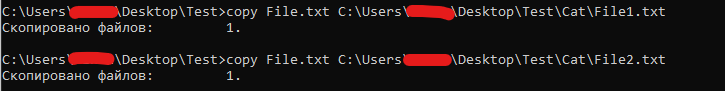 C:\Users\ \Desktop\Test>copy File.txt C:\Users\ \Desktop\Test\Cat\File1.txt
Скопировано файлов: 1.
C:\Users\ \Desktop\Test>copy File.txt C:\Users\ \Desktop\Test\Cat\File2.txt
Скопировано файлов: 1.